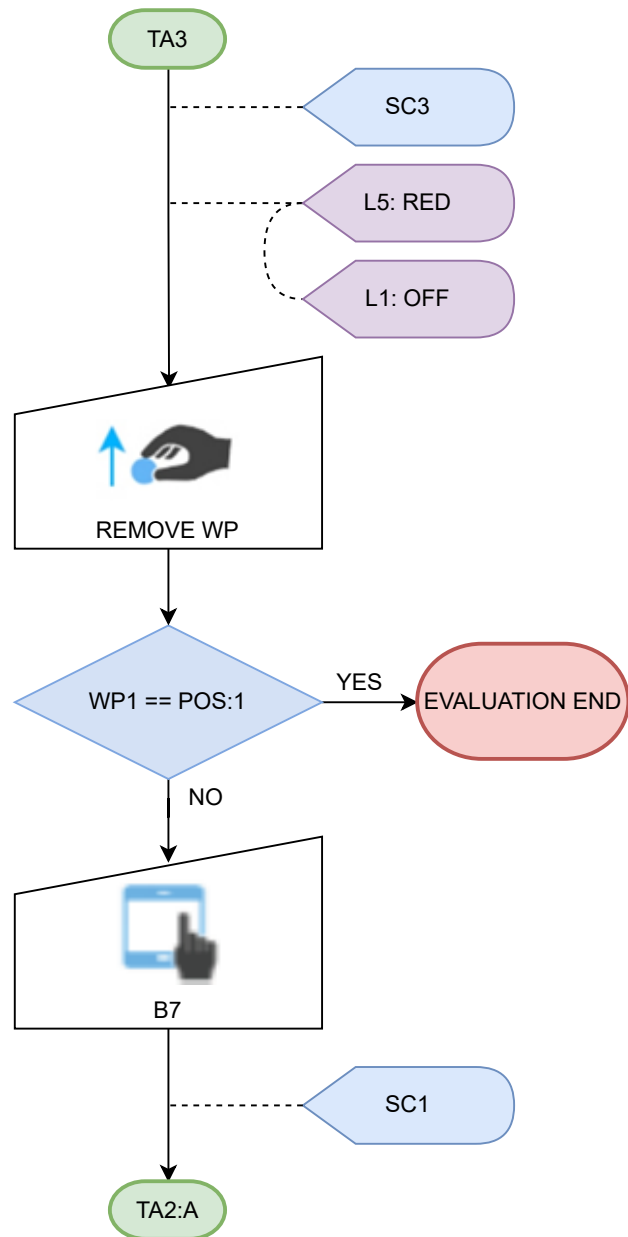 TA3
SC3
L5: RED
L1: OFF
REMOVE WP
WP1 == POS:1
YES
EVALUATION END
NO
B7
SC1
TA2:A